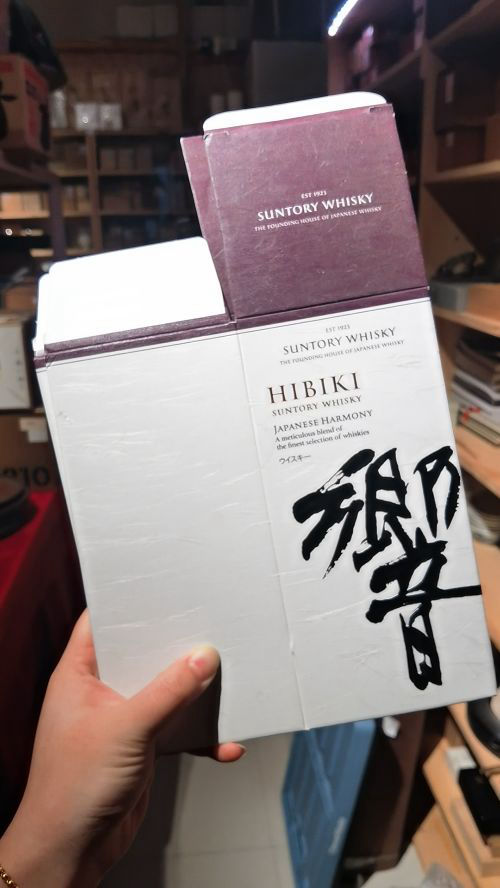 EST 1923
SUNTORY WHISKY
THE FOUNDING HOUSE OF JAPANESE WHISKY
EST 1923
SUNTORY WHISKY
THE FOUNDING HOUSE OF JAPANESE WHISKY
HIBIKI
SUNTORY WHISKY
JAPANESE HARMONY
A meticulous blend of
the finest selection of whiskies
ウイスキー
響